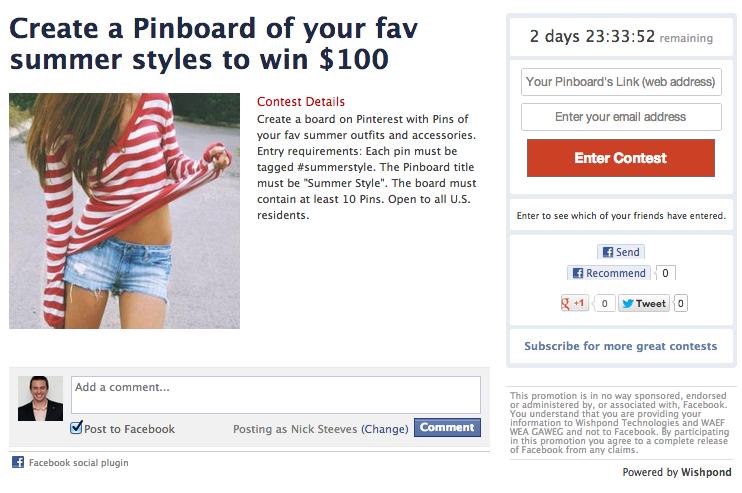 Create a Pinboard of your fav
summer styles to win $100
Contest Details
Create a board on Pinterest with Pins of
your fav summer outfits and accessories.
Entry requirements: Each pin must be
tagged #summerstyle. The Pinboard title
must be "Summer Style". The board must
contain at least 10 Pins. Open to all U.S.
residents.
2 days 23:33:52 remaining
Your Pinboard's Link (web address)
Enter your email address
Enter Contest
Enter to see which of your friends have entered.
Send
Recommend 0
+1 0 Tweet 0
Subscribe for more great contests
Add a comment...
Post to Facebook Posting as Nick Steeves (Change) Comment
Facebook social plugin
This promotion is in no way sponsored, endorsed
or administered by, or associated with, Facebook.
You understand that you are providing your
information to Wishpond Technologies and WAEF
WEA GAWEG and not to Facebook. By participating
in this promotion you agree to a complete release
of Facebook from any claims.
Powered by Wishpond